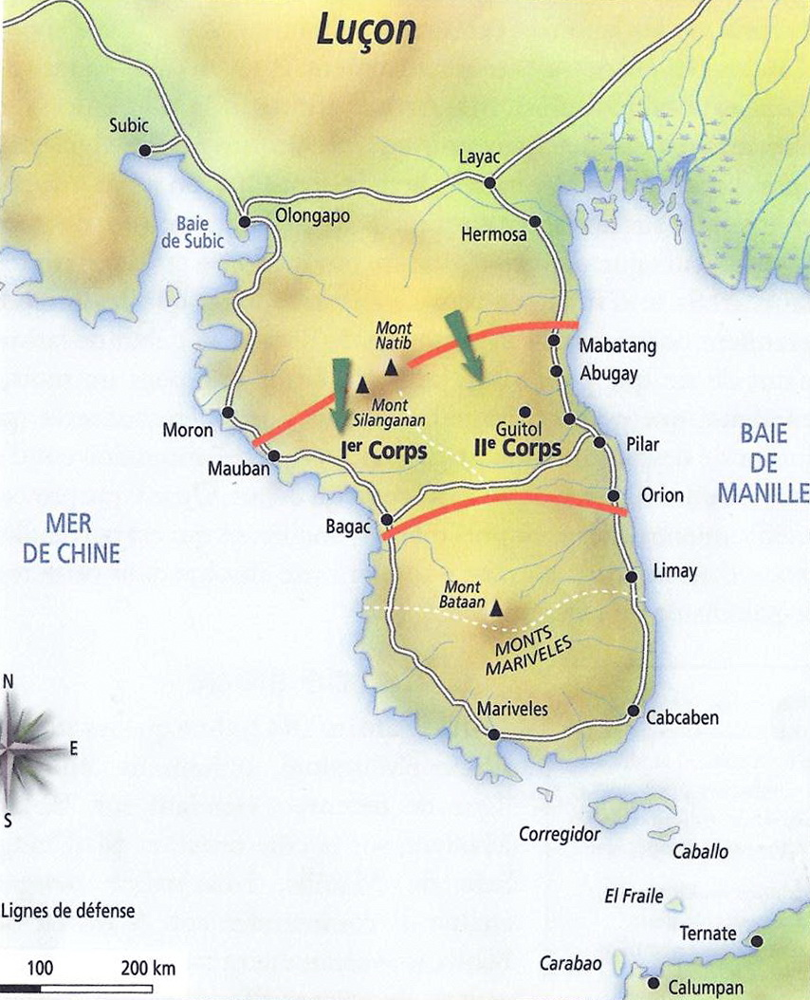 Luçon
Subic
Layac
Baie
de Subic
Olongapo
Hermosa
Mont
Natib
Mabatang
Abugay
Mont
Silanganan
Moron
Guitol
Ier Corps
IIe Corps
Pilar
BAIE
DE
MANILLE
Mauban
Orion
Bagac
MER
DE CHINE
Limay
Mont
Bataan
MONTS
MARIVELES
N
E
S
Mariveles
Cabcaben
Corregidor
Caballo
El Fraile
Lignes de défense
Ternate
Carabao
100 200 km
Calumpan